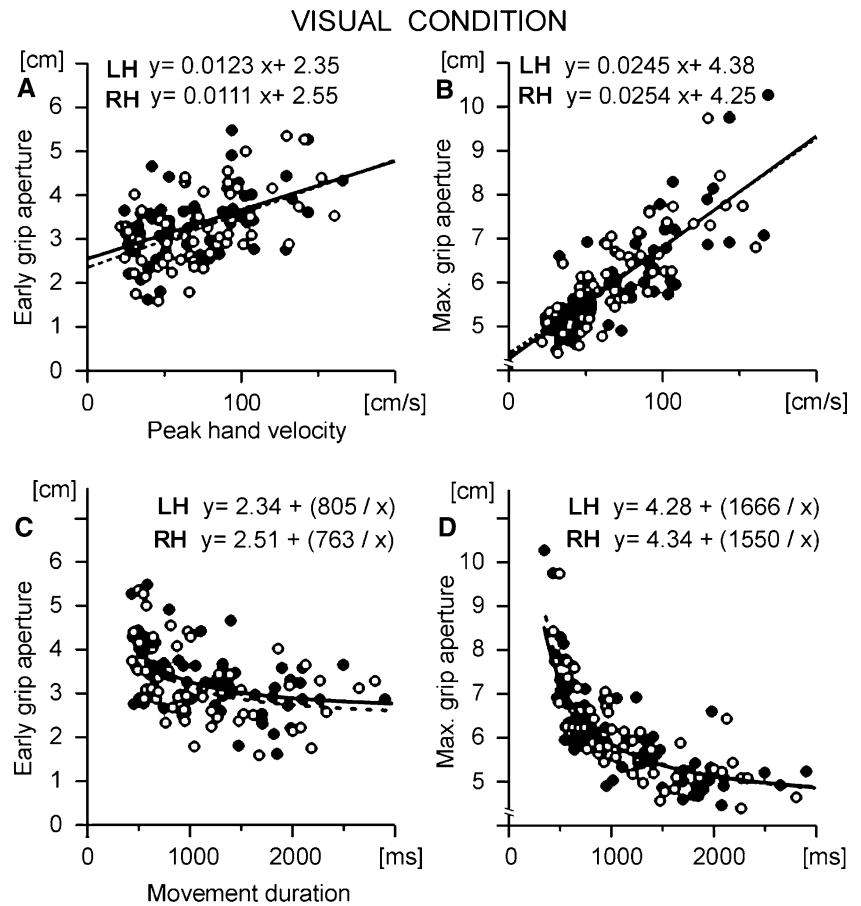 VISUAL CONDITION
[cm]
A
LH y= 0.0123 x+ 2.35
RH y= 0.0111 x+ 2.55
Early grip aperture
6
5
4
3
2
1
0
0
100
[cm/s]
Peak hand velocity
[cm]
B
LH y= 0.0245 x+ 4.38
RH y= 0.0254 x+ 4.25
Max. grip aperture
10
9
8
7
6
5
0
100
[cm/s]
[cm]
C
LH y= 2.34 + (805 / x)
RH y= 2.51 + (763 / x)
Early grip aperture
6
5
4
3
2
1
0
0
1000
2000
[ms]
Movement duration
[cm]
D
LH y= 4.28 + (1666 / x)
RH y= 4.34 + (1550 / x)
Max. grip aperture
10
9
8
7
6
5
0
1000
2000
[ms]